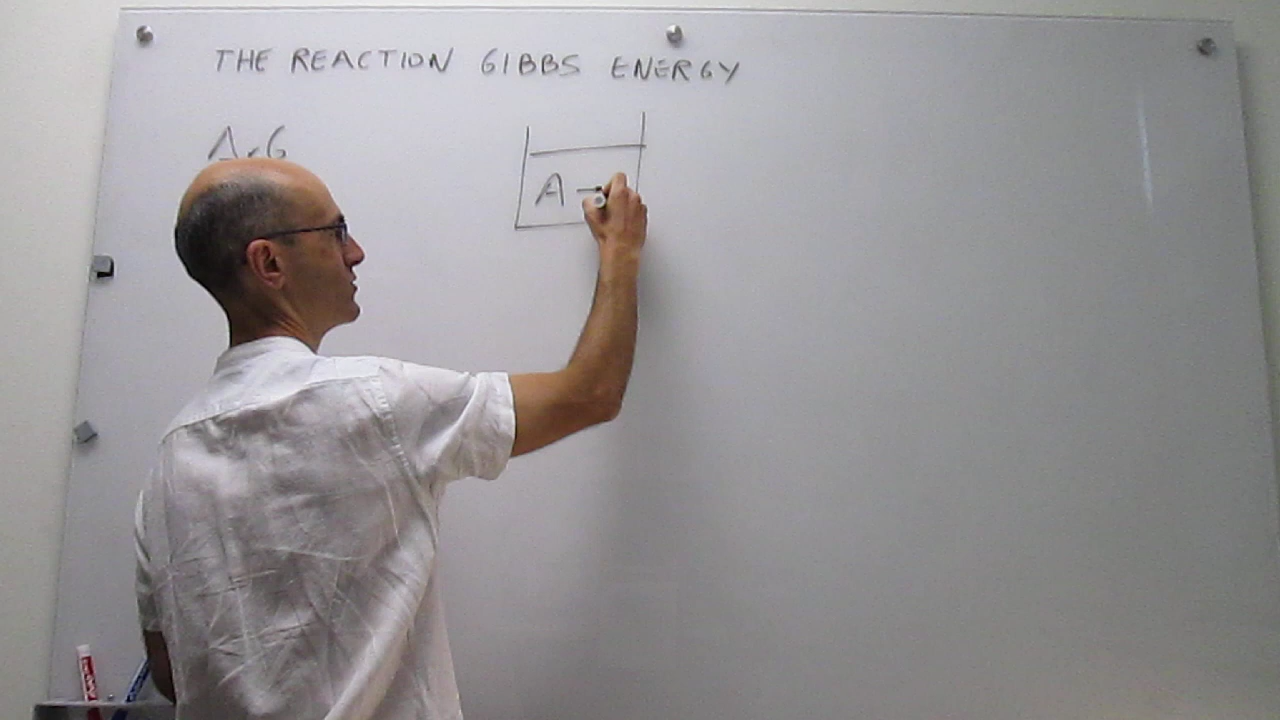 THE REACTION GIBBS ENERGY
ΔrG
A →